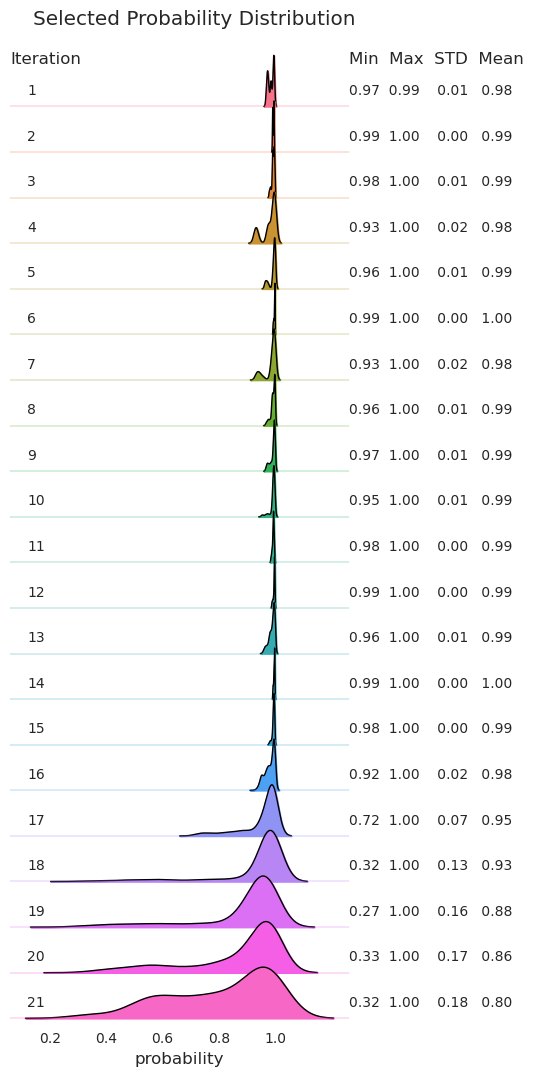 Selected Probability Distribution
Iteration Min Max STD Mean
1 0.97 0.99 0.01 0.98
2 0.99 1.00 0.00 0.99
3 0.98 1.00 0.01 0.99
4 0.93 1.00 0.02 0.98
5 0.96 1.00 0.01 0.99
6 0.99 1.00 0.00 1.00
7 0.93 1.00 0.02 0.98
8 0.96 1.00 0.01 0.99
9 0.97 1.00 0.01 0.99
10 0.95 1.00 0.01 0.99
11 0.98 1.00 0.00 0.99
12 0.99 1.00 0.00 0.99
13 0.96 1.00 0.01 0.99
14 0.99 1.00 0.00 1.00
15 0.98 1.00 0.00 0.99
16 0.92 1.00 0.02 0.98
17 0.72 1.00 0.07 0.95
18 0.32 1.00 0.13 0.93
19 0.27 1.00 0.16 0.88
20 0.33 1.00 0.17 0.86
21 0.32 1.00 0.18 0.80
0.2 0.4 0.6 0.8 1.0
probability